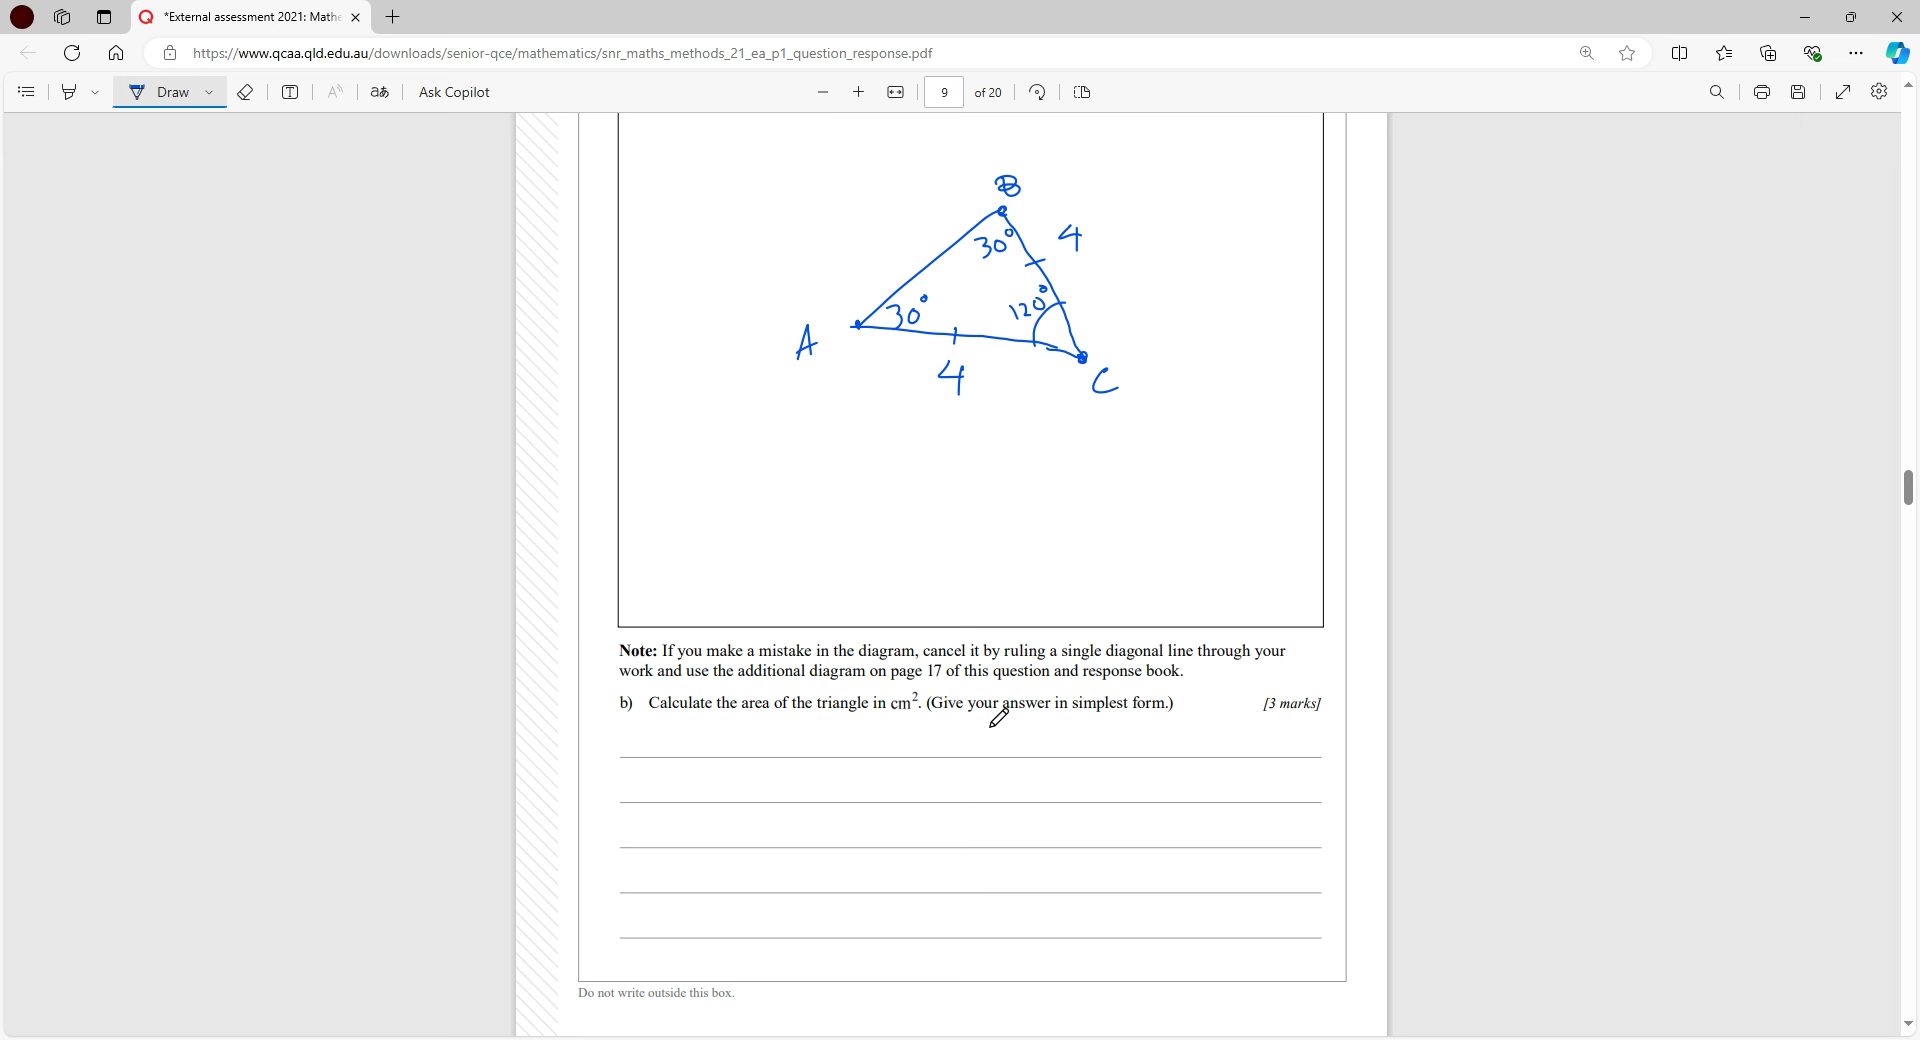 *External assessment 2021: Mathe
https://www.qcaa.qld.edu.au/downloads/senior-qce/mathematics/snr_maths_methods_21_ea_p1_question_response.pdf
Draw
aあ
Ask Copilot
9 of 20
B
30° 4
30° 120°
A
4
C
Note: If you make a mistake in the diagram, cancel it by ruling a single diagonal line through your
work and use the additional diagram on page 17 of this question and response book.
b) Calculate the area of the triangle in cm². (Give your answer in simplest form.) [3 marks]
Do not write outside this box.